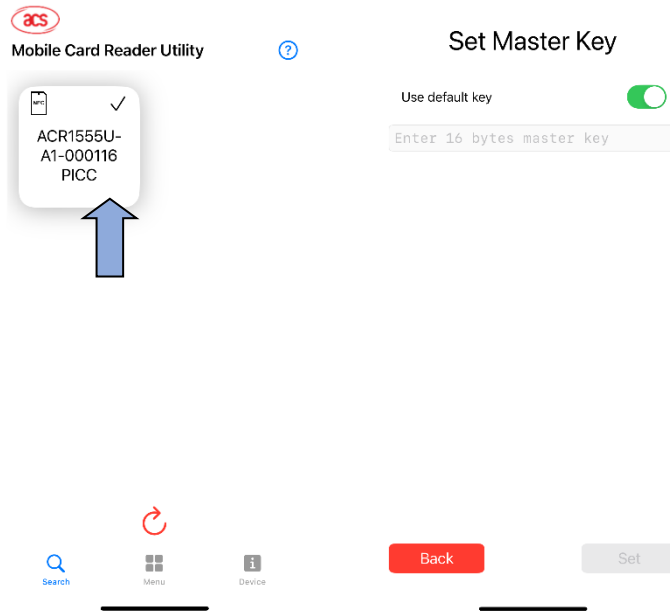 acs
Mobile Card Reader Utility
?
NFC
ACR1555U-
A1-000116
PICC
Search
Menu
Device
Set Master Key
Use default key
Enter 16 bytes master key
Back
Set